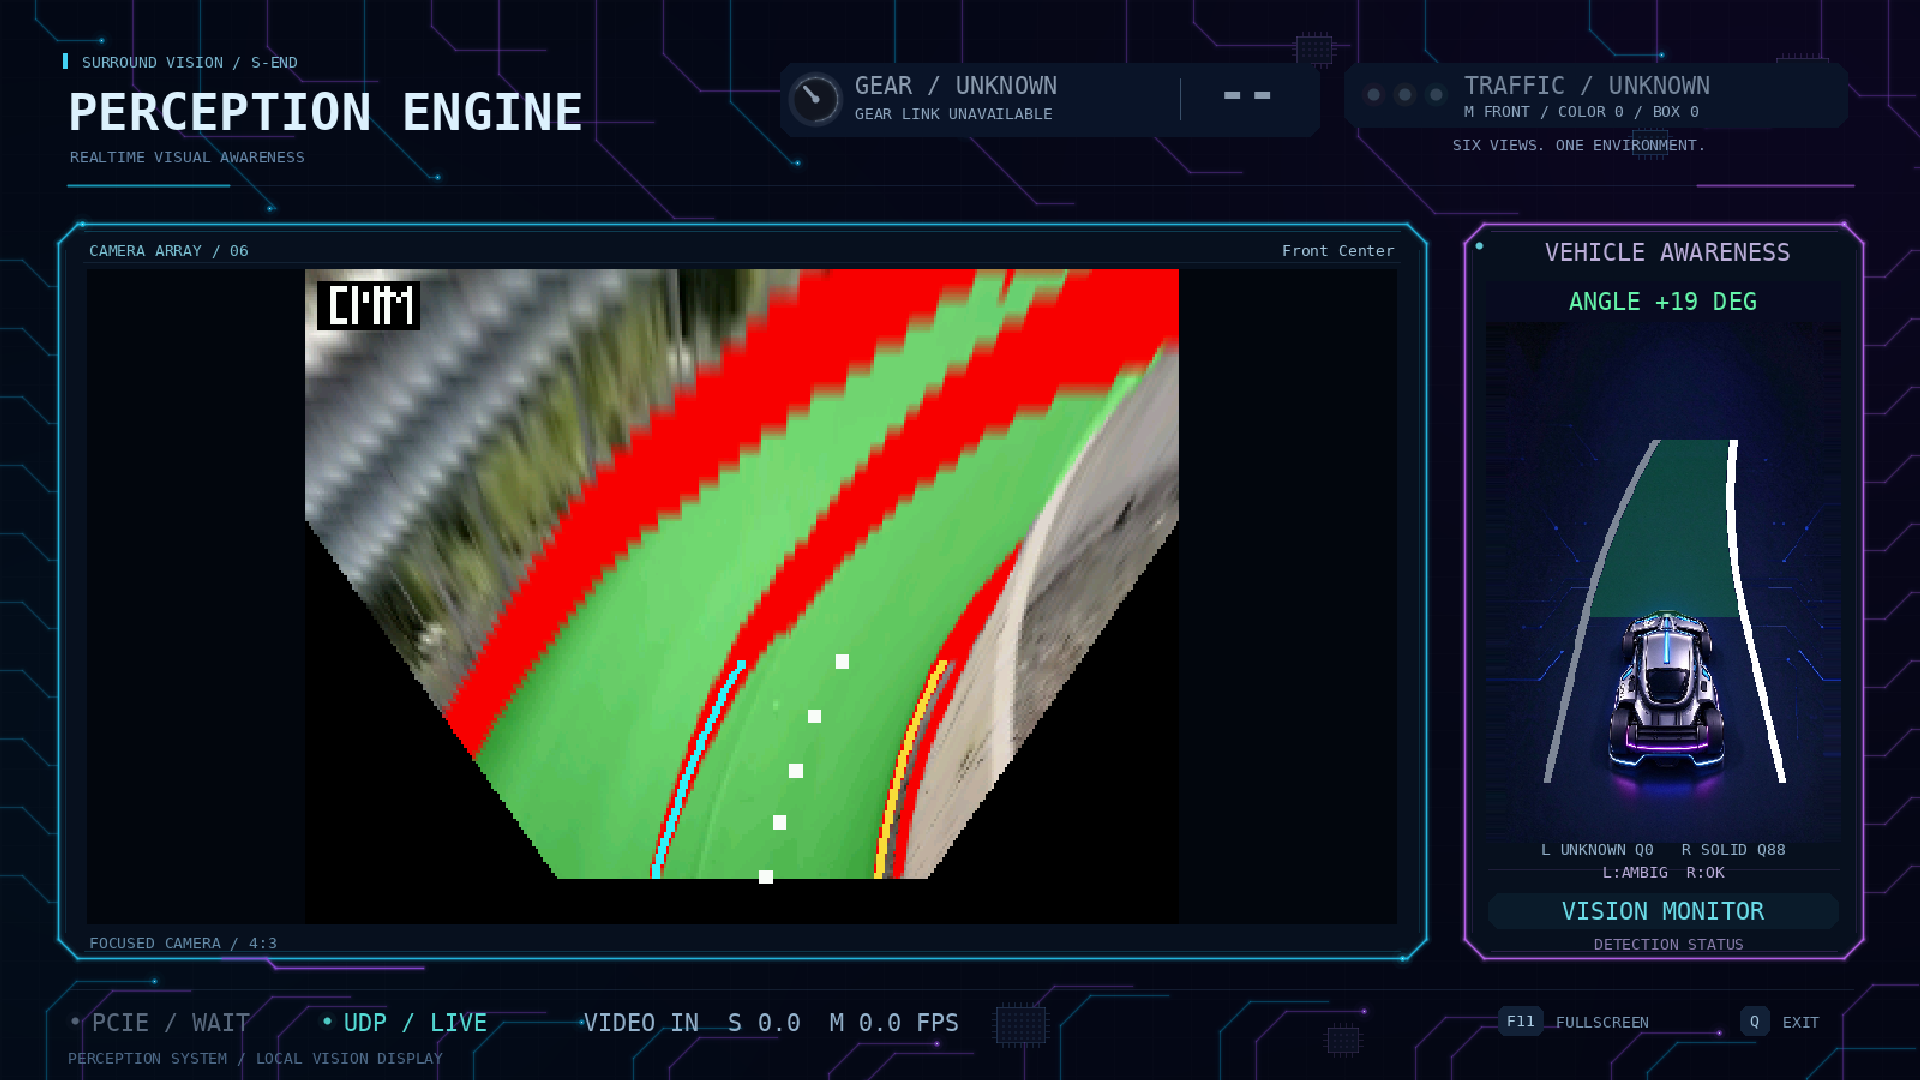 SURROUND VISION / S-END
PERCEPTION ENGINE
REALTIME VISUAL AWARENESS
GEAR / UNKNOWN
GEAR LINK UNAVAILABLE
--
TRAFFIC / UNKNOWN
M FRONT / COLOR 0 / BOX 0
SIX VIEWS. ONE ENVIRONMENT.
CAMERA ARRAY / 06
Front Center
FOCUSED CAMERA / 4:3
VEHICLE AWARENESS
ANGLE +19 DEG
L UNKNOWN Q0 R SOLID Q88
L:AMBIG R:OK
VISION MONITOR
DETECTION STATUS
PCIE / WAIT
UDP / LIVE
VIDEO IN S 0.0 M 0.0 FPS
F11 FULLSCREEN
Q EXIT
PERCEPTION SYSTEM / LOCAL VISION DISPLAY